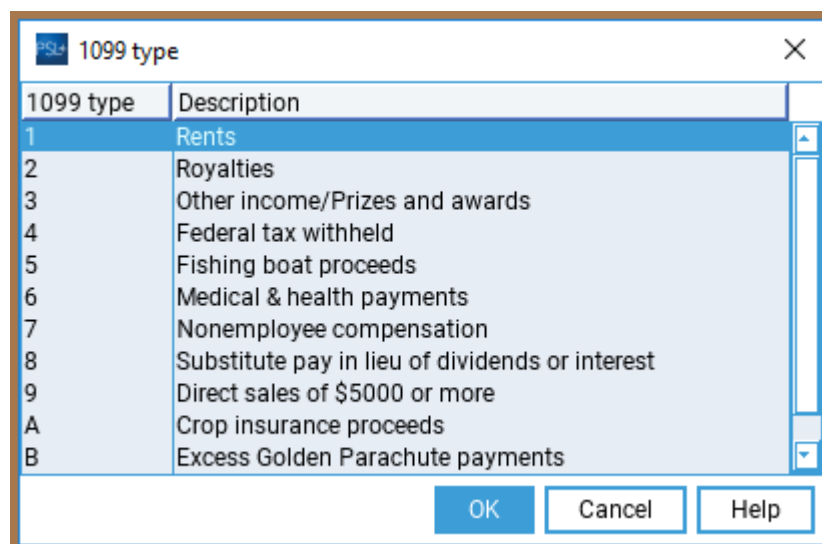 PSL+ 1099 type
1099 type Description
1 Rents
2 Royalties
3 Other income/Prizes and awards
4 Federal tax withheld
5 Fishing boat proceeds
6 Medical & health payments
7 Nonemployee compensation
8 Substitute pay in lieu of dividends or interest
9 Direct sales of $5000 or more
A Crop insurance proceeds
B Excess Golden Parachute payments
OK Cancel Help